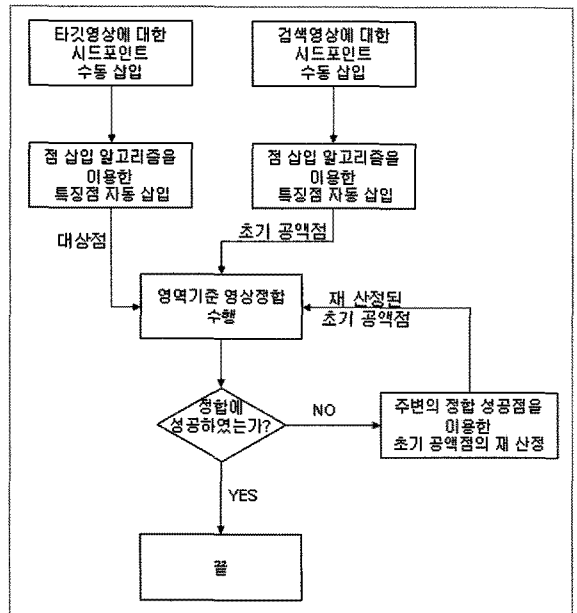 타깃영상에 대한
시드포인트
수동 삽입
검색영상에 대한
시드포인트
수동 삽입
점 삽입 알고리즘을
이용한
특징점 자동 삽입
점 삽입 알고리즘을
이용한
특징점 자동 삽입
대상점
초기 공액점
영역기준 영상정합
수행
재 산정된
초기 공액점
정합에
성공하였는가?
NO
주변의 정합 성공점을
이용한
초기 공액점의 재 산정
YES
끝